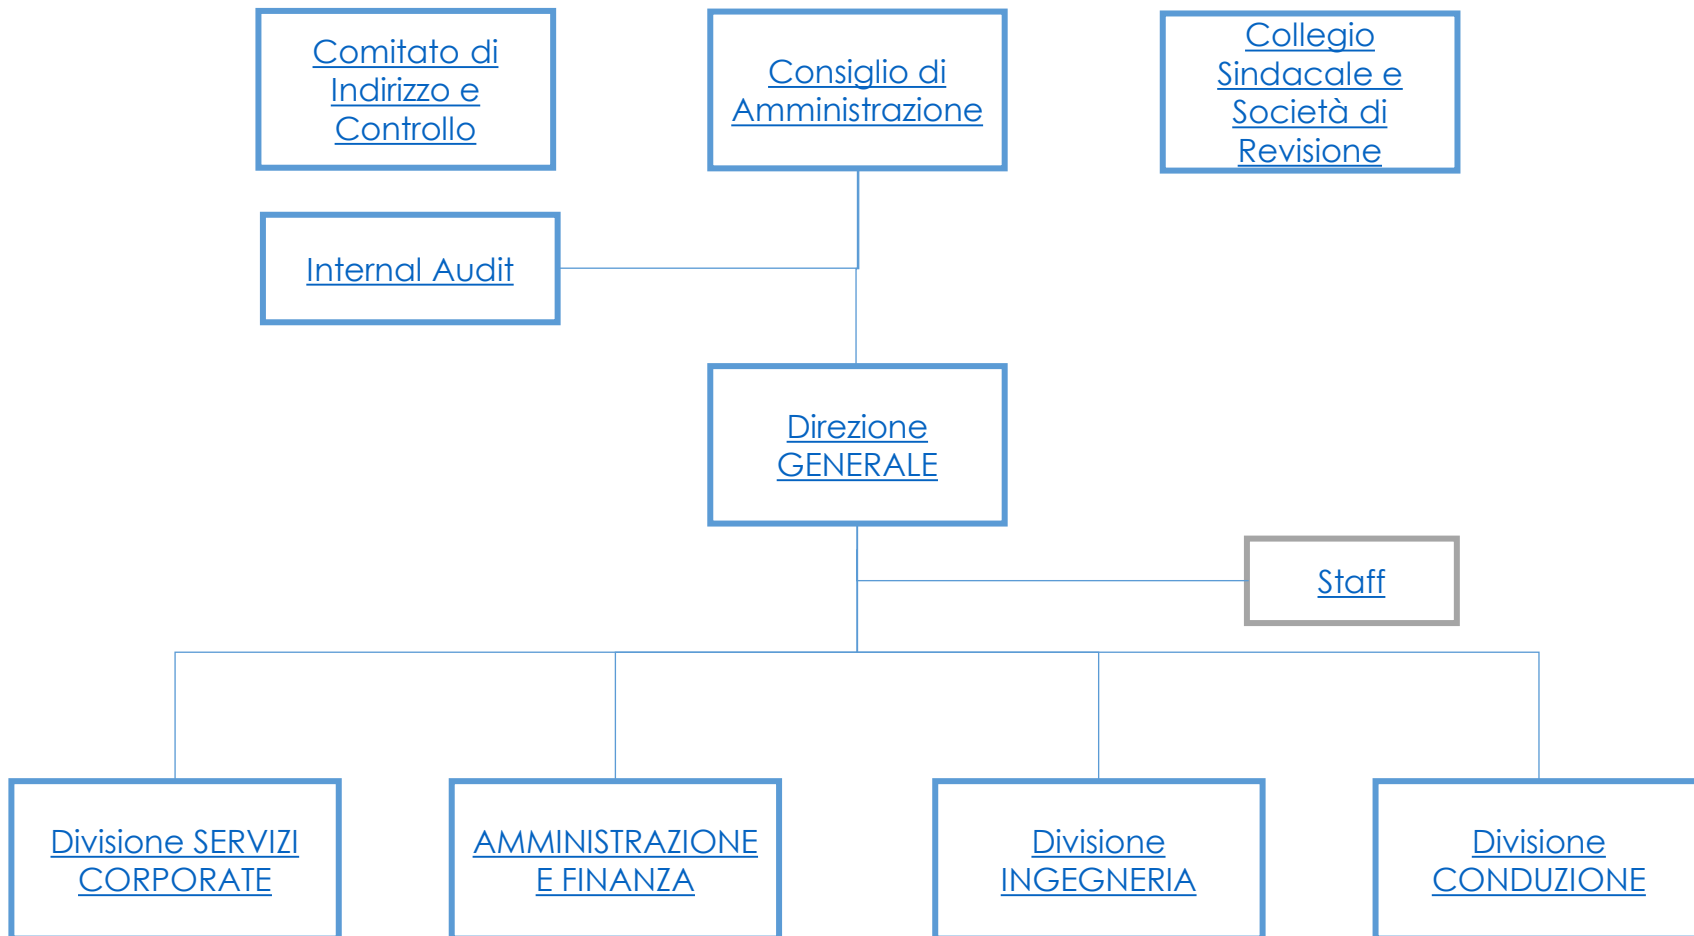 Comitato di
Indirizzo e
Controllo
Consiglio di
Amministrazione
Collegio
Sindacale e
Società di
Revisione
Internal Audit
Direzione
GENERALE
Staff
Divisione SERVIZI
CORPORATE
AMMINISTRAZIONE
E FINANZA
Divisione
INGEGNERIA
Divisione
CONDUZIONE